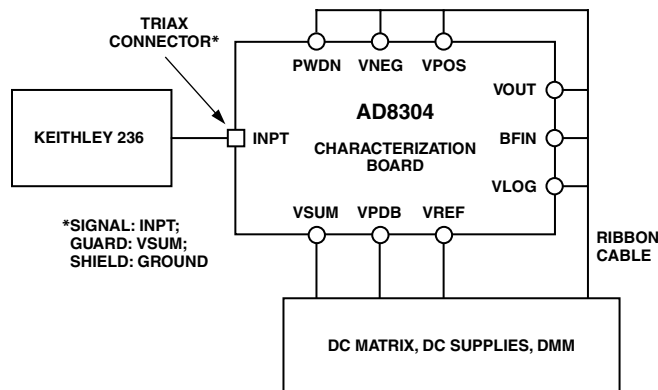 TRIAX
CONNECTOR*
PWDN VNEG VPOS
VOUT
AD8304
KEITHLEY 236
INPT
CHARACTERIZATION
BOARD
BFIN
VLOG
VSUM VPDB VREF
*SIGNAL: INPT;
GUARD: VSUM;
SHIELD: GROUND
RIBBON
CABLE
DC MATRIX, DC SUPPLIES, DMM